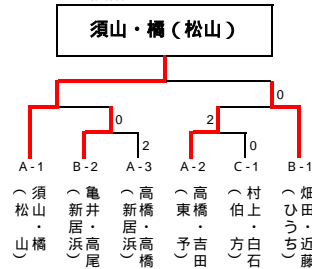 須山・橘（松山）
0
0
2
2
0
A-1
B-2
A-3
A-2
C-1
B-1
須山・橘
（松山）
亀井・高尾
（新居浜）
高橋・高橋
（新居浜）
高橋・吉田
（東予）
村上・白石
（伯方）
畑田・近藤
（ひうち）